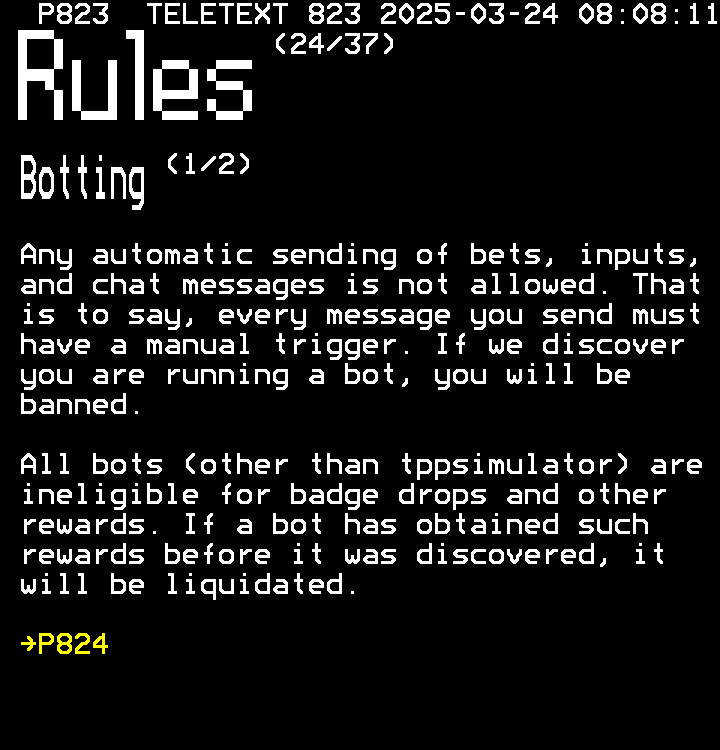 P823 TELETEXT 823 2025-03-24 08:08:11
Rules (24/37)
Botting (1/2)
Any automatic sending of bets, inputs,
and chat messages is not allowed. That
is to say, every message you send must
have a manual trigger. If we discover
you are running a bot, you will be
banned.
All bots (other than tppsimulator) are
ineligible for badge drops and other
rewards. If a bot has obtained such
rewards before it was discovered, it
will be liquidated.
→P824